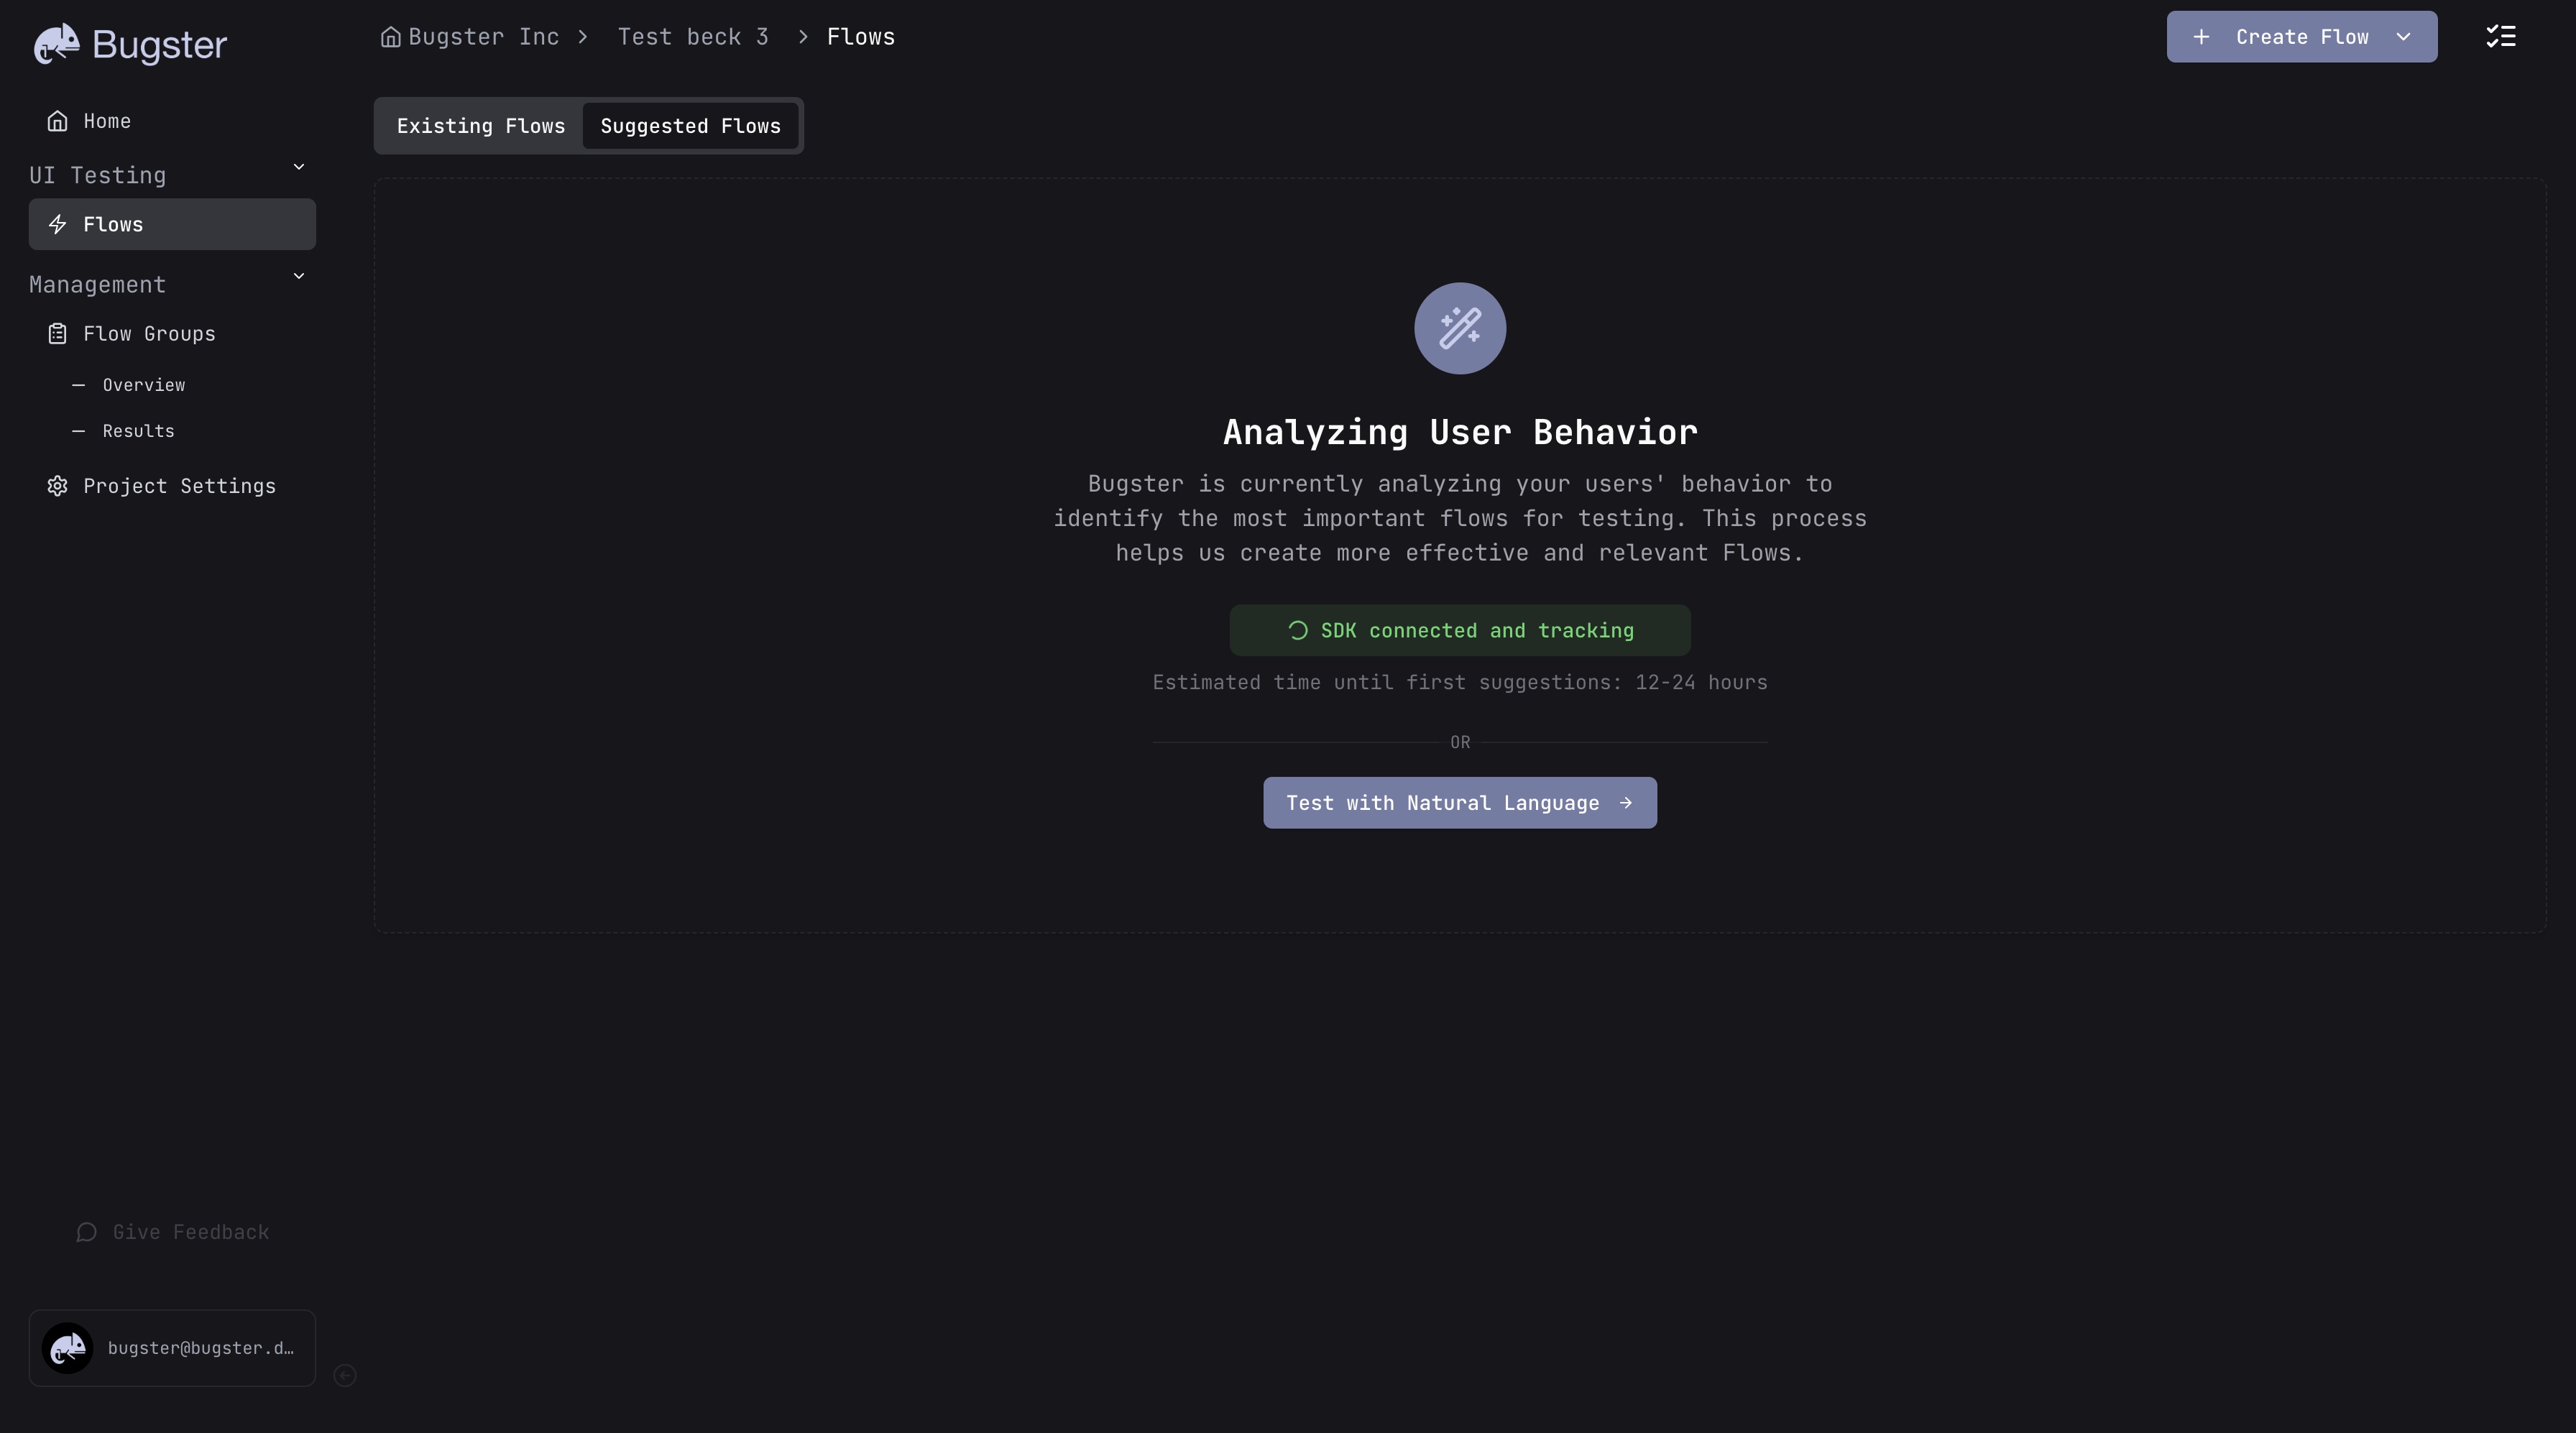 Bugster
Home
UI Testing
Flows
Management
Flow Groups
Overview
Results
Project Settings
Give Feedback
bugster@bugster.d…
Bugster Inc > Test beck 3 > Flows
Create Flow
Existing Flows
Suggested Flows
Analyzing User Behavior
Bugster is currently analyzing your users' behavior to
identify the most important flows for testing. This process
helps us create more effective and relevant Flows.
SDK connected and tracking
Estimated time until first suggestions: 12-24 hours
OR
Test with Natural Language